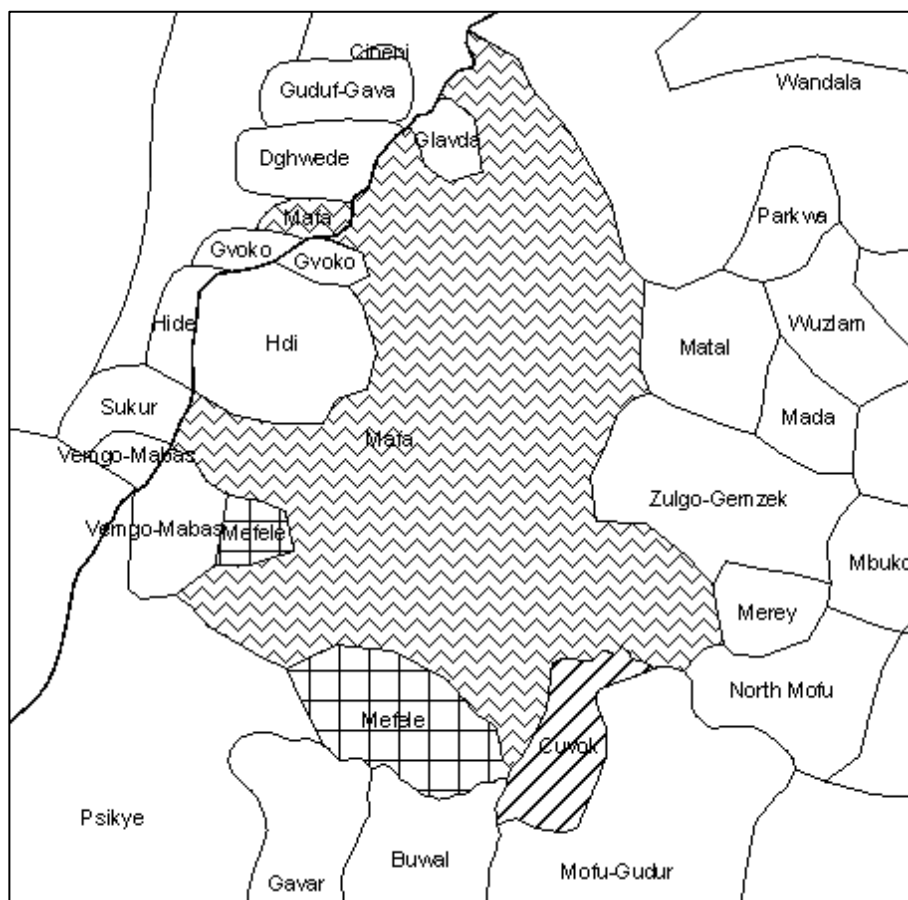 Cineni
Guduf-Gava
Wandala
Glavda
Dghwede
Mafa
Parkwa
Gvoko
Gvoko
Hide
Hdi
Matal
Wuzlam
Sukur
Mada
Mafa
Vemgo-Mabas
Zulgo-Gemzek
Vemgo-Mabas
Mefele
Mbuko
Merey
North Mofu
Mefele
Cuvok
Psikye
Buwal
Mofu-Gudur
Gavar